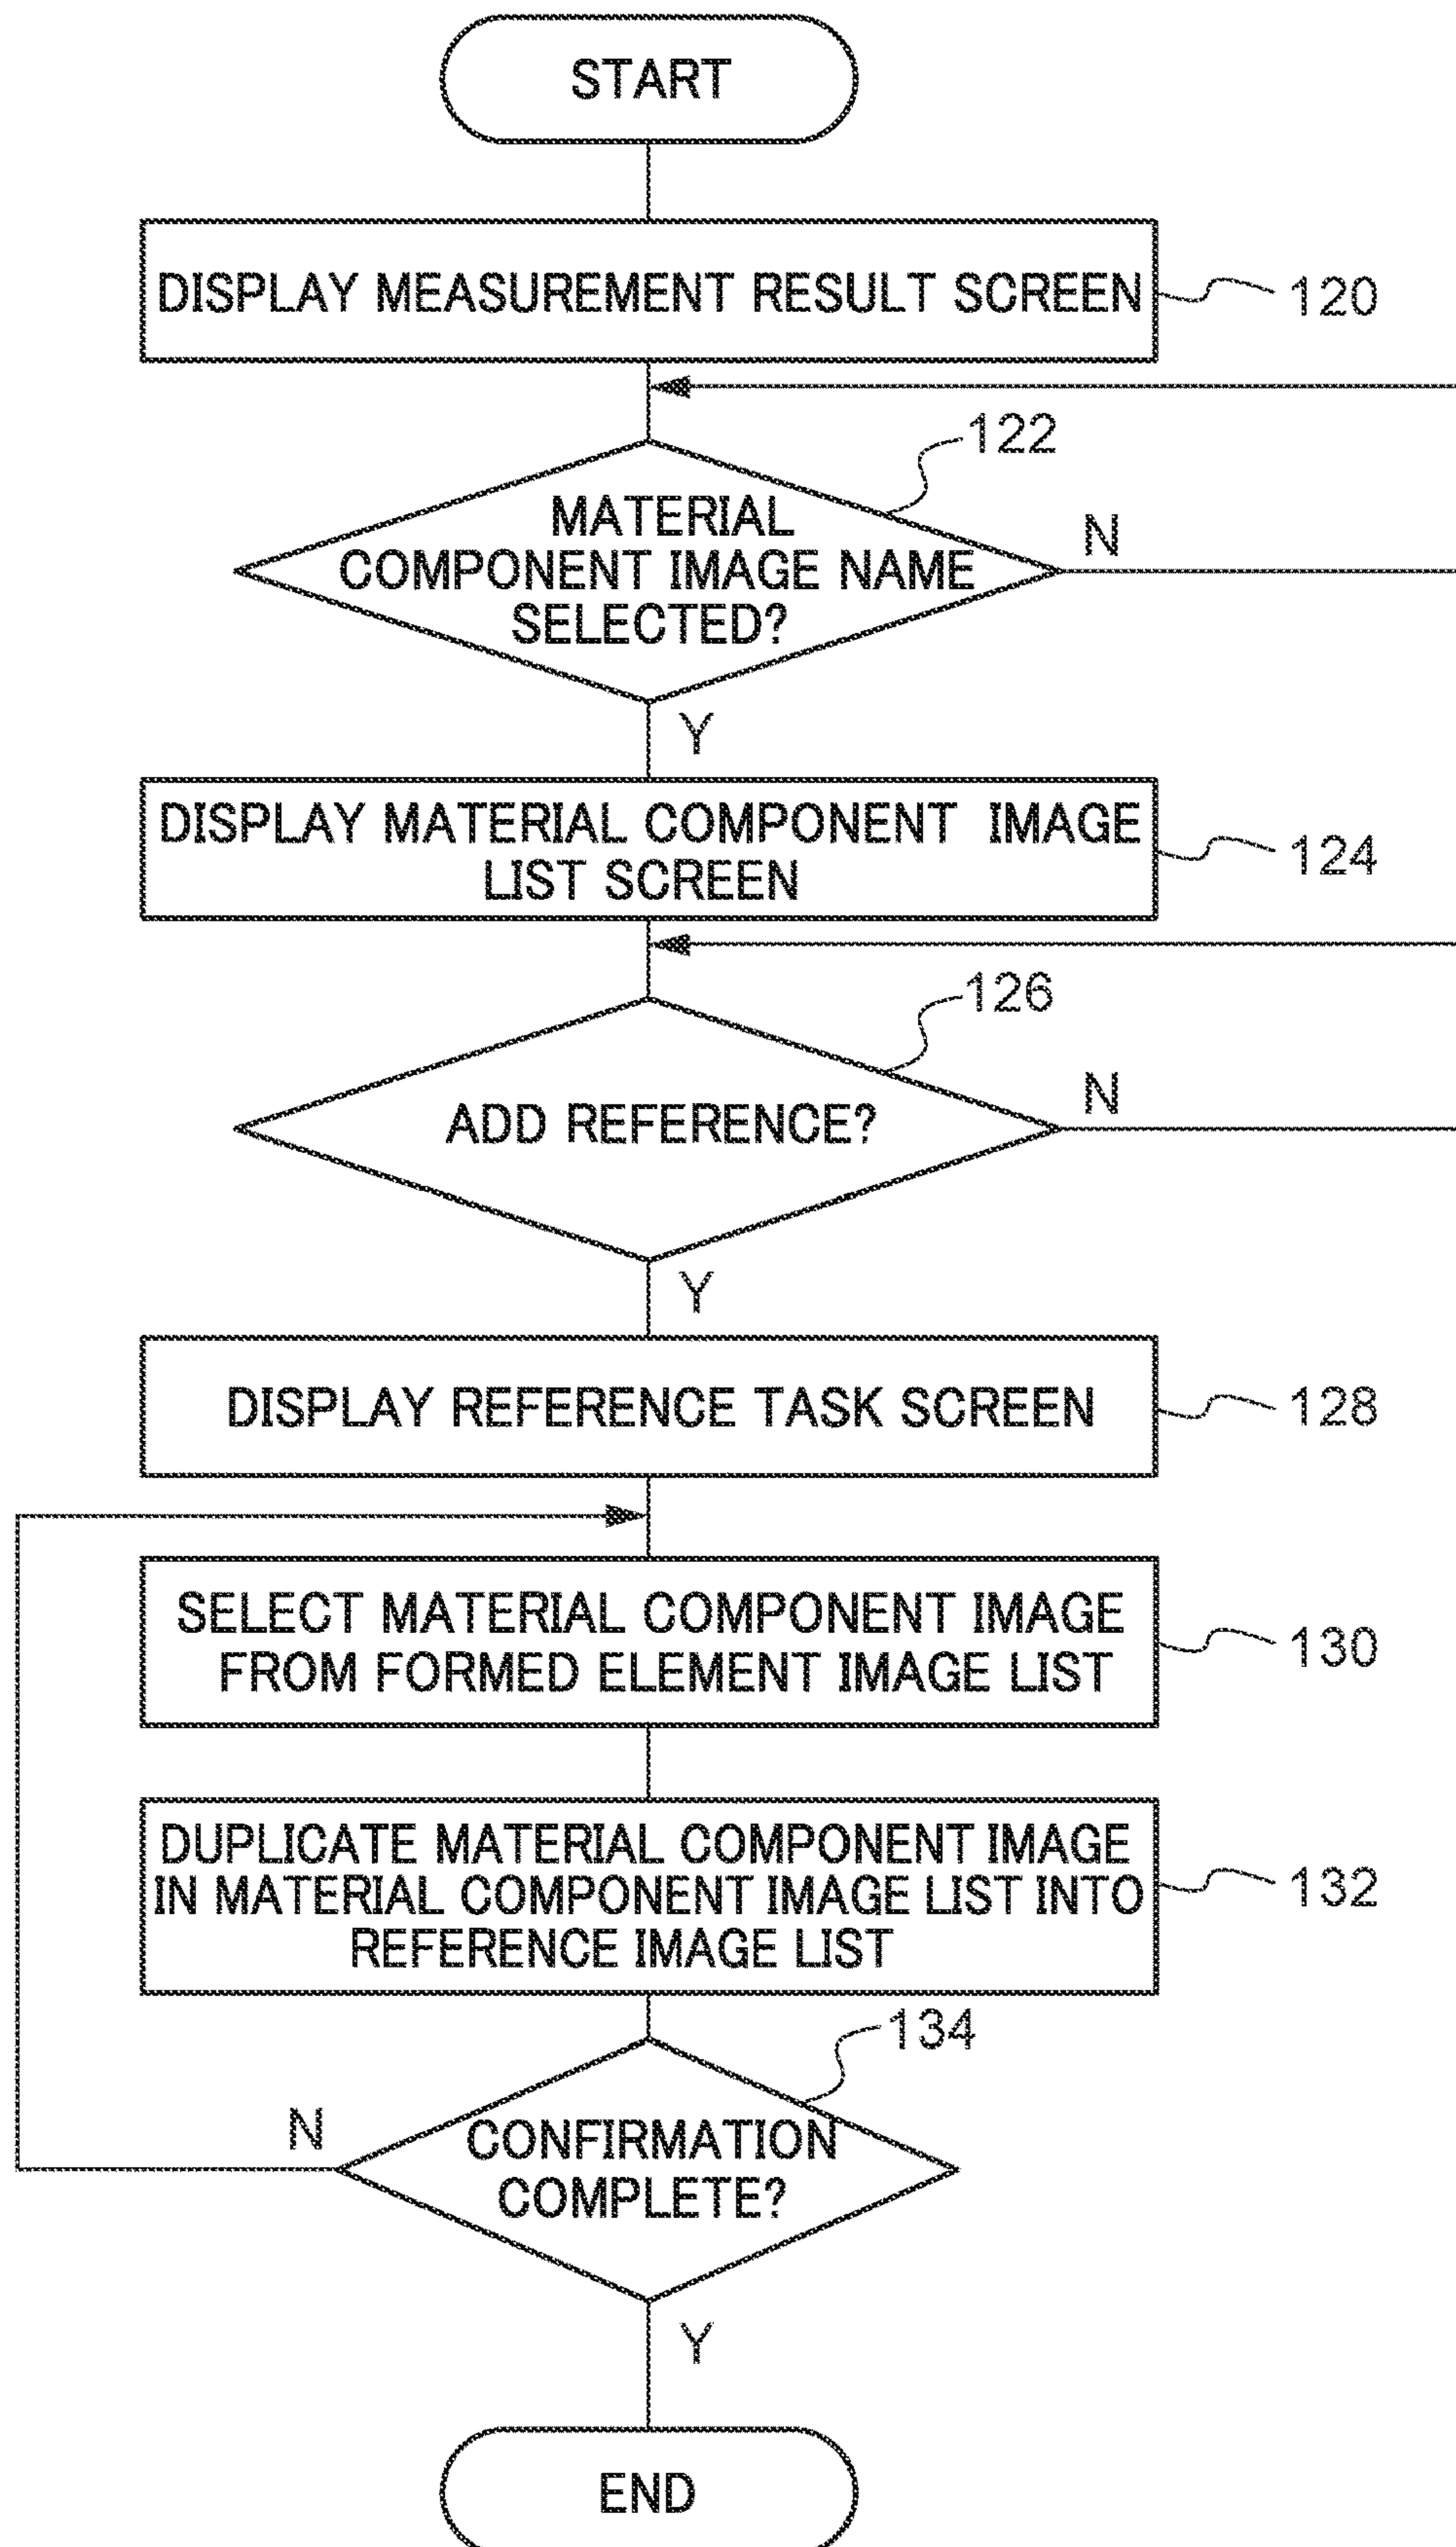 START
DISPLAY MEASUREMENT RESULT SCREEN
120
122
MATERIAL
COMPONENT IMAGE NAME
SELECTED?
N
Y
DISPLAY MATERIAL COMPONENT IMAGE
LIST SCREEN
124
126
ADD REFERENCE?
N
Y
DISPLAY REFERENCE TASK SCREEN
128
SELECT MATERIAL COMPONENT IMAGE
FROM FORMED ELEMENT IMAGE LIST
130
DUPLICATE MATERIAL COMPONENT IMAGE
IN MATERIAL COMPONENT IMAGE LIST INTO
REFERENCE IMAGE LIST
132
134
N
CONFIRMATION
COMPLETE?
Y
END